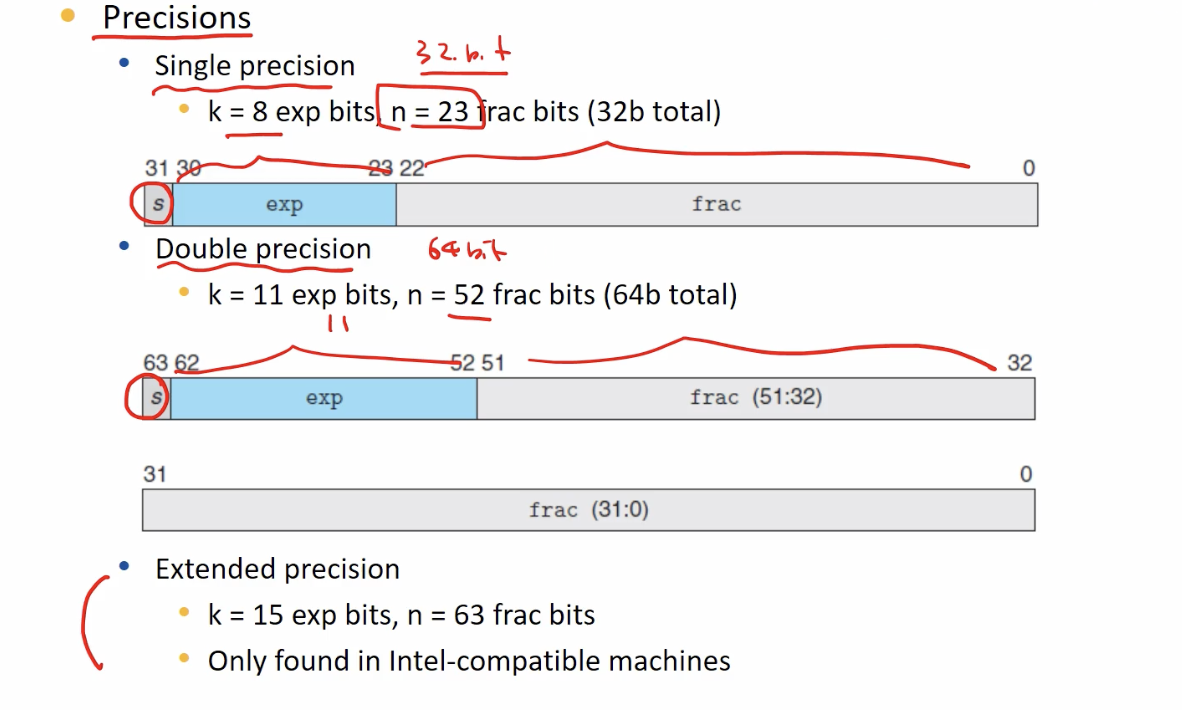 Precisions
Single precision
32.bit
k = 8 exp bits, n = 23 frac bits (32b total)
31 30 23 22 0
s exp frac
Double precision
64 bit
k = 11 exp bits, n = 52 frac bits (64b total)
11
63 62 52 51 32
s exp frac (51:32)
31 0
frac (31:0)
Extended precision
k = 15 exp bits, n = 63 frac bits
Only found in Intel-compatible machines